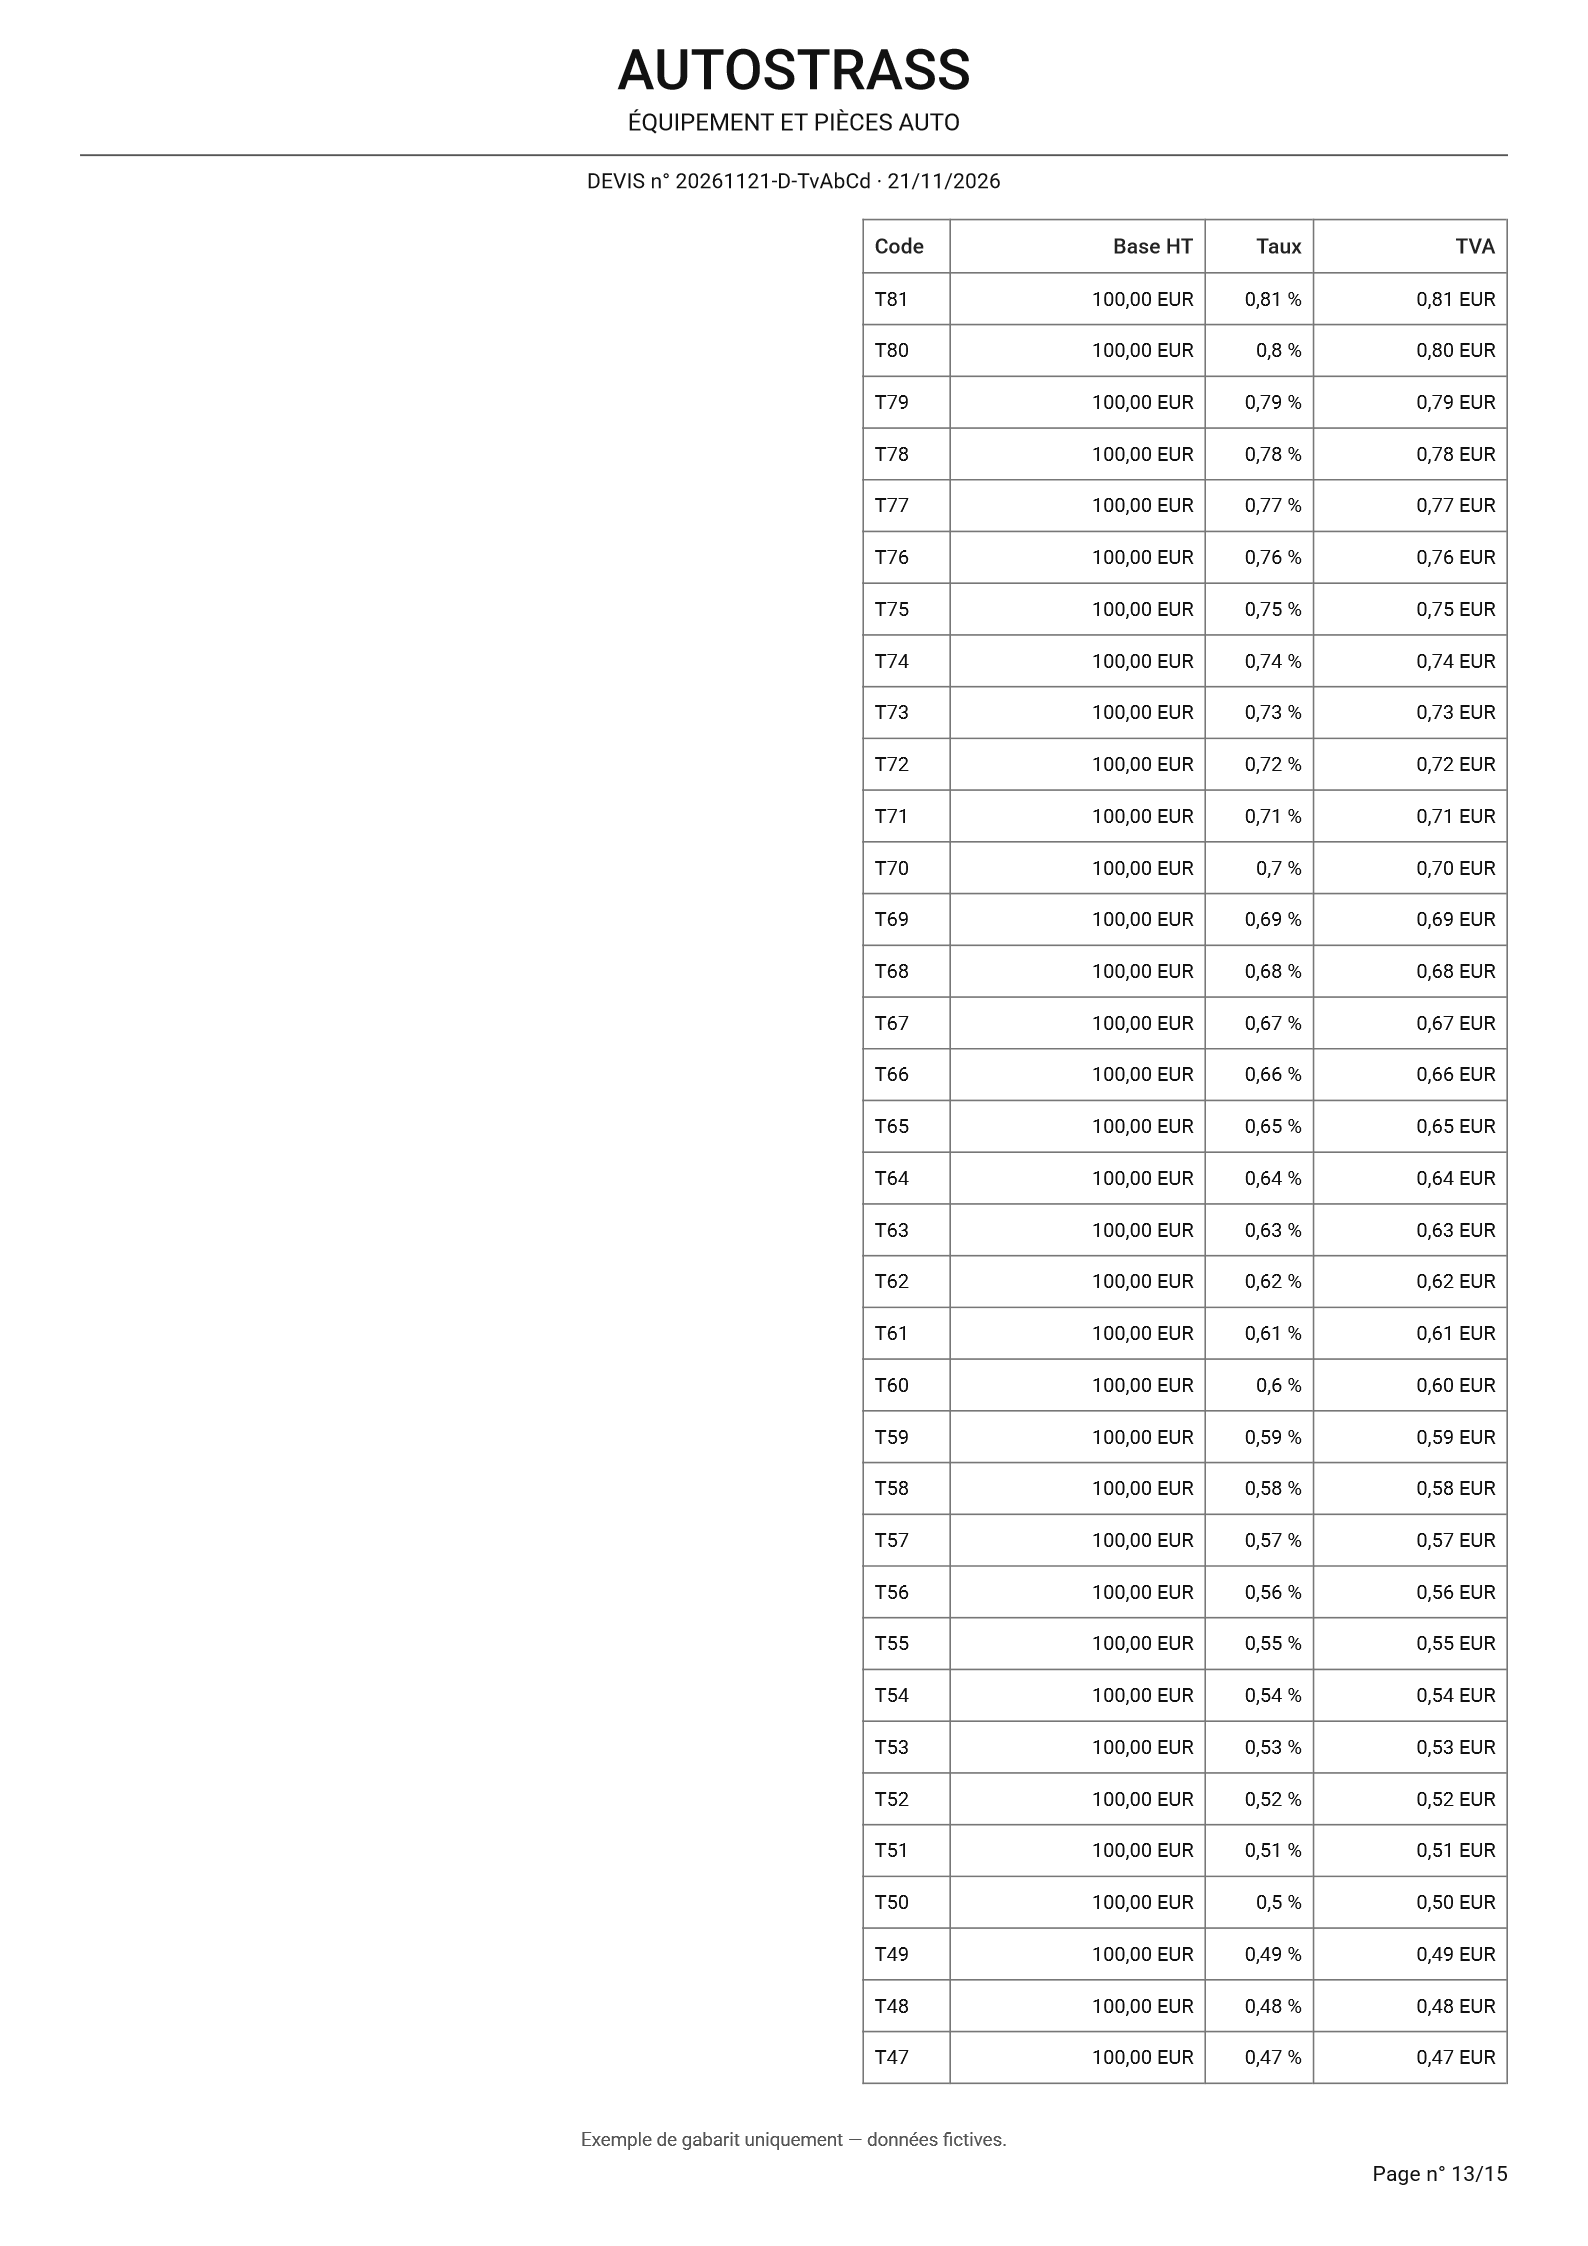 AUTOSTRASS
ÉQUIPEMENT ET PIÈCES AUTO
DEVIS n° 20261121-D-TvAbCd · 21/11/2026
Code Base HT Taux TVA
T81 100,00 EUR 0,81 % 0,81 EUR
T80 100,00 EUR 0,8 % 0,80 EUR
T79 100,00 EUR 0,79 % 0,79 EUR
T78 100,00 EUR 0,78 % 0,78 EUR
T77 100,00 EUR 0,77 % 0,77 EUR
T76 100,00 EUR 0,76 % 0,76 EUR
T75 100,00 EUR 0,75 % 0,75 EUR
T74 100,00 EUR 0,74 % 0,74 EUR
T73 100,00 EUR 0,73 % 0,73 EUR
T72 100,00 EUR 0,72 % 0,72 EUR
T71 100,00 EUR 0,71 % 0,71 EUR
T70 100,00 EUR 0,7 % 0,70 EUR
T69 100,00 EUR 0,69 % 0,69 EUR
T68 100,00 EUR 0,68 % 0,68 EUR
T67 100,00 EUR 0,67 % 0,67 EUR
T66 100,00 EUR 0,66 % 0,66 EUR
T65 100,00 EUR 0,65 % 0,65 EUR
T64 100,00 EUR 0,64 % 0,64 EUR
T63 100,00 EUR 0,63 % 0,63 EUR
T62 100,00 EUR 0,62 % 0,62 EUR
T61 100,00 EUR 0,61 % 0,61 EUR
T60 100,00 EUR 0,6 % 0,60 EUR
T59 100,00 EUR 0,59 % 0,59 EUR
T58 100,00 EUR 0,58 % 0,58 EUR
T57 100,00 EUR 0,57 % 0,57 EUR
T56 100,00 EUR 0,56 % 0,56 EUR
T55 100,00 EUR 0,55 % 0,55 EUR
T54 100,00 EUR 0,54 % 0,54 EUR
T53 100,00 EUR 0,53 % 0,53 EUR
T52 100,00 EUR 0,52 % 0,52 EUR
T51 100,00 EUR 0,51 % 0,51 EUR
T50 100,00 EUR 0,5 % 0,50 EUR
T49 100,00 EUR 0,49 % 0,49 EUR
T48 100,00 EUR 0,48 % 0,48 EUR
T47 100,00 EUR 0,47 % 0,47 EUR
Exemple de gabarit uniquement — données fictives.
Page n° 13/15